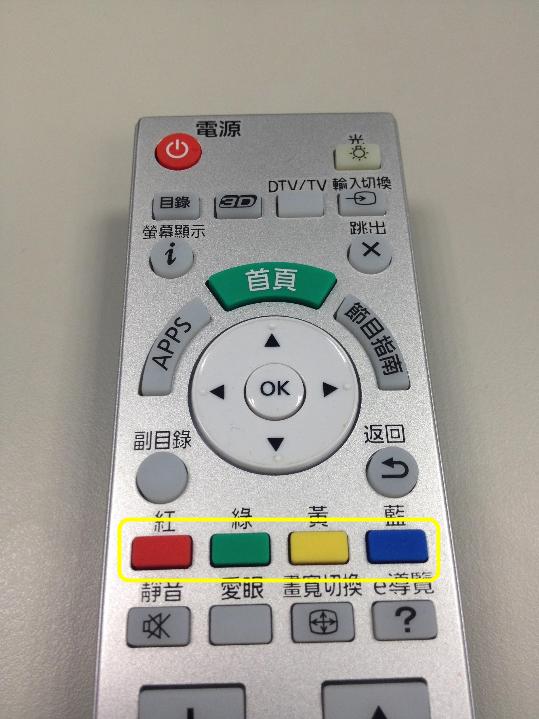 電源
光
目錄 3D DTV/TV 輸入切換
螢幕顯示 跳出
i
首頁
APPS 節目指南
OK
副目錄 返回
紅 綠 黃 藍
靜音 愛眼 畫寬切換 e導覽
?